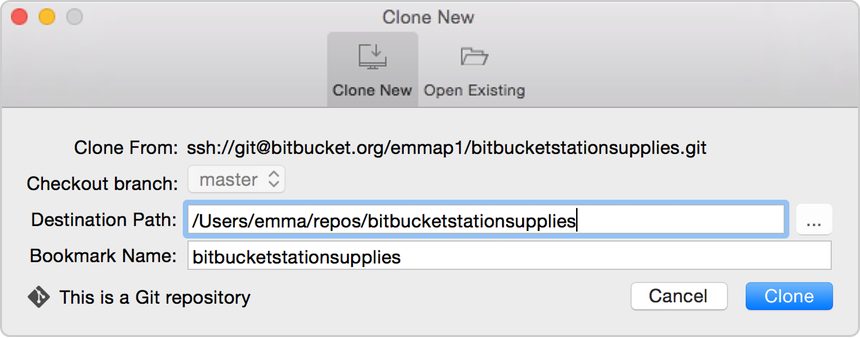 Clone New
Clone New Open Existing
Clone From: ssh://git@bitbucket.org/emmap1/bitbucketstationsupplies.git
Checkout branch: master
Destination Path: /Users/emma/repos/bitbucketstationsupplies ...
Bookmark Name: bitbucketstationsupplies
This is a Git repository Cancel Clone